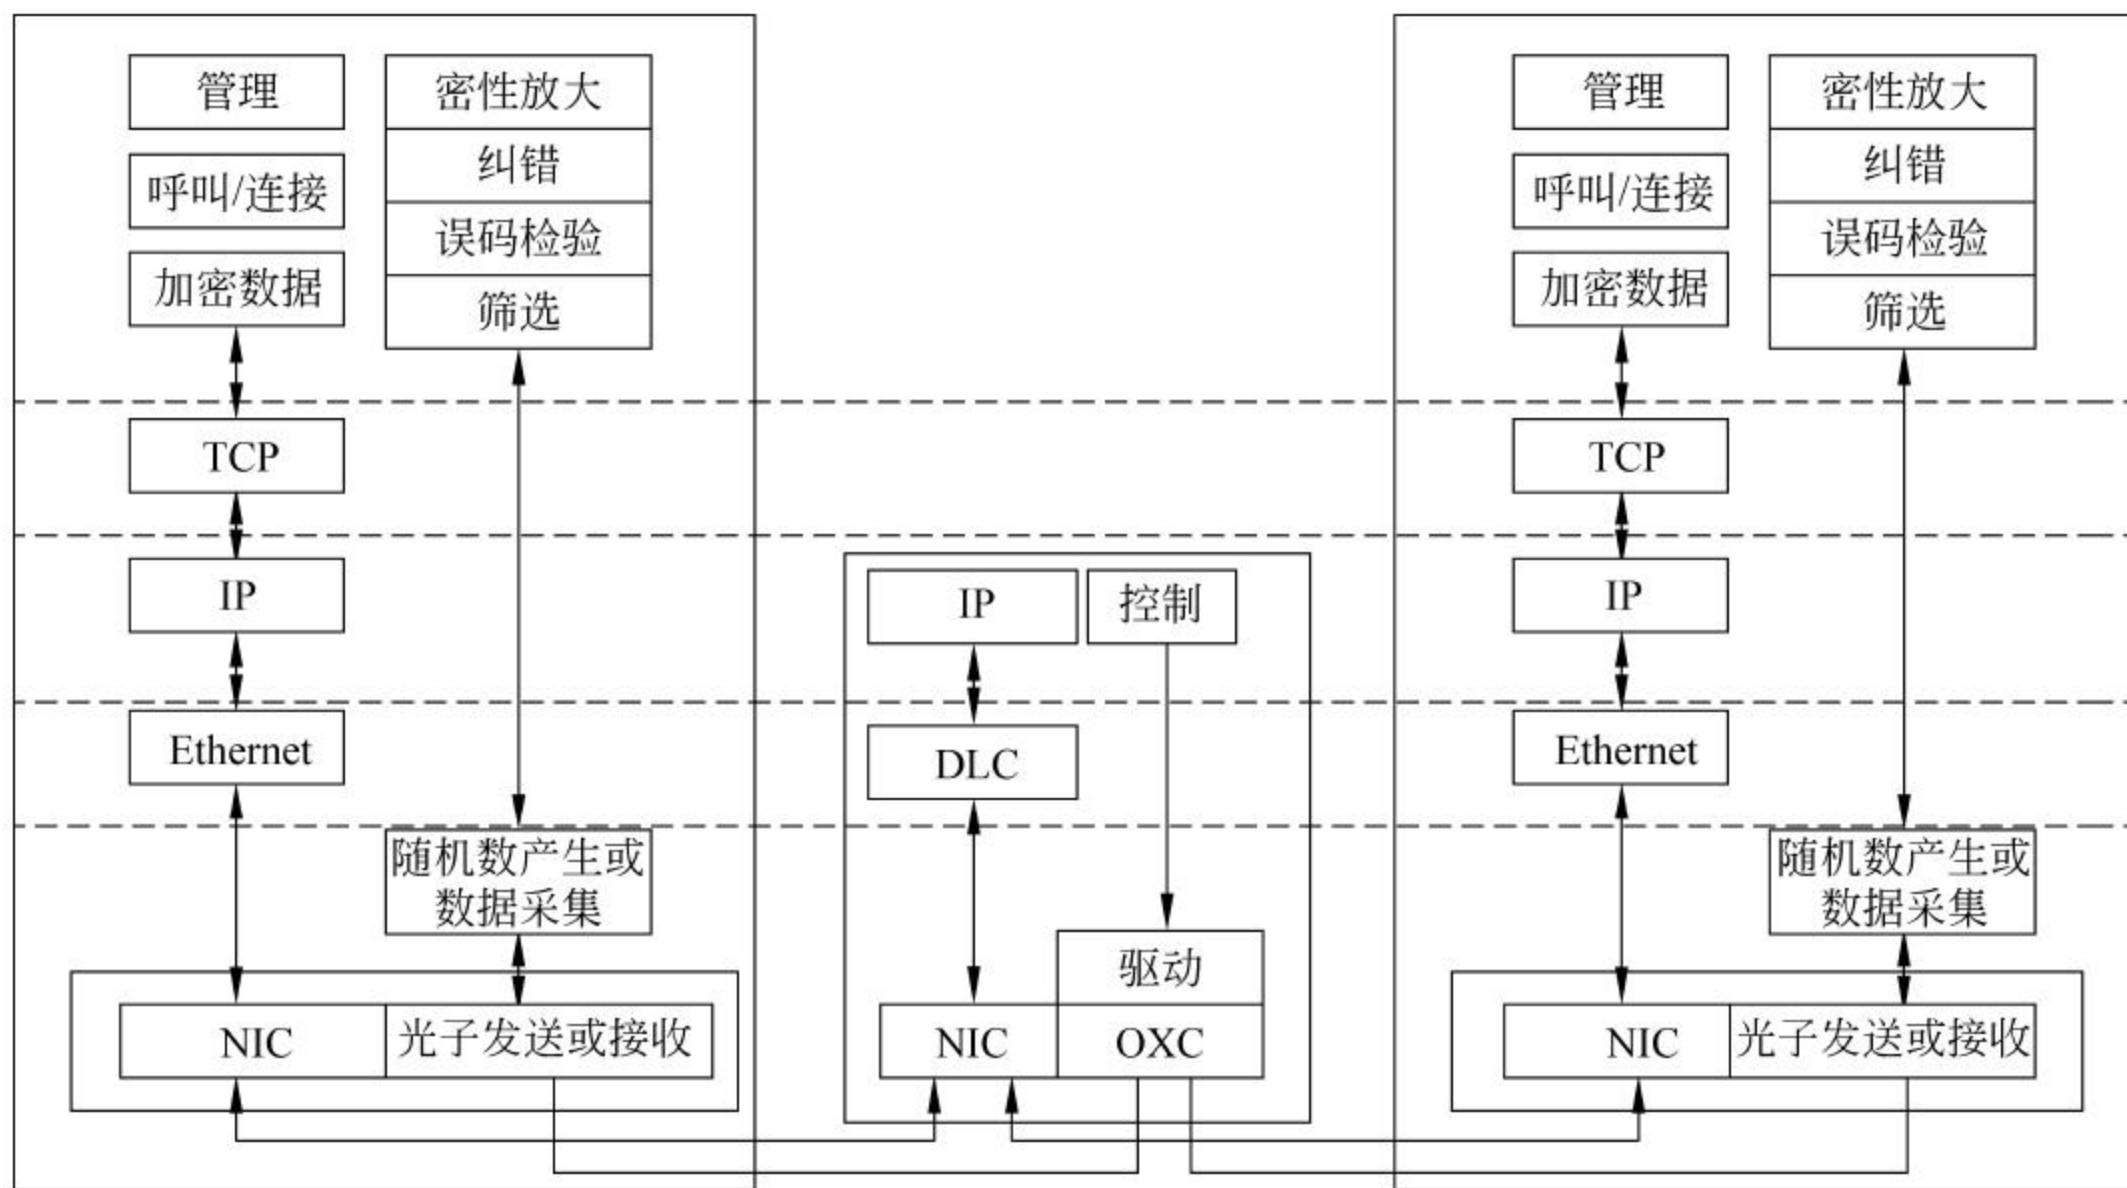 管理
密性放大
呼叫/连接
纠错
加密数据
误码检验
筛选
TCP
IP
Ethernet
随机数产生或
数据采集
NIC
光子发送或接收
IP
控制
DLC
驱动
NIC
OXC
管理
密性放大
呼叫/连接
纠错
加密数据
误码检验
筛选
TCP
IP
Ethernet
随机数产生或
数据采集
NIC
光子发送或接收